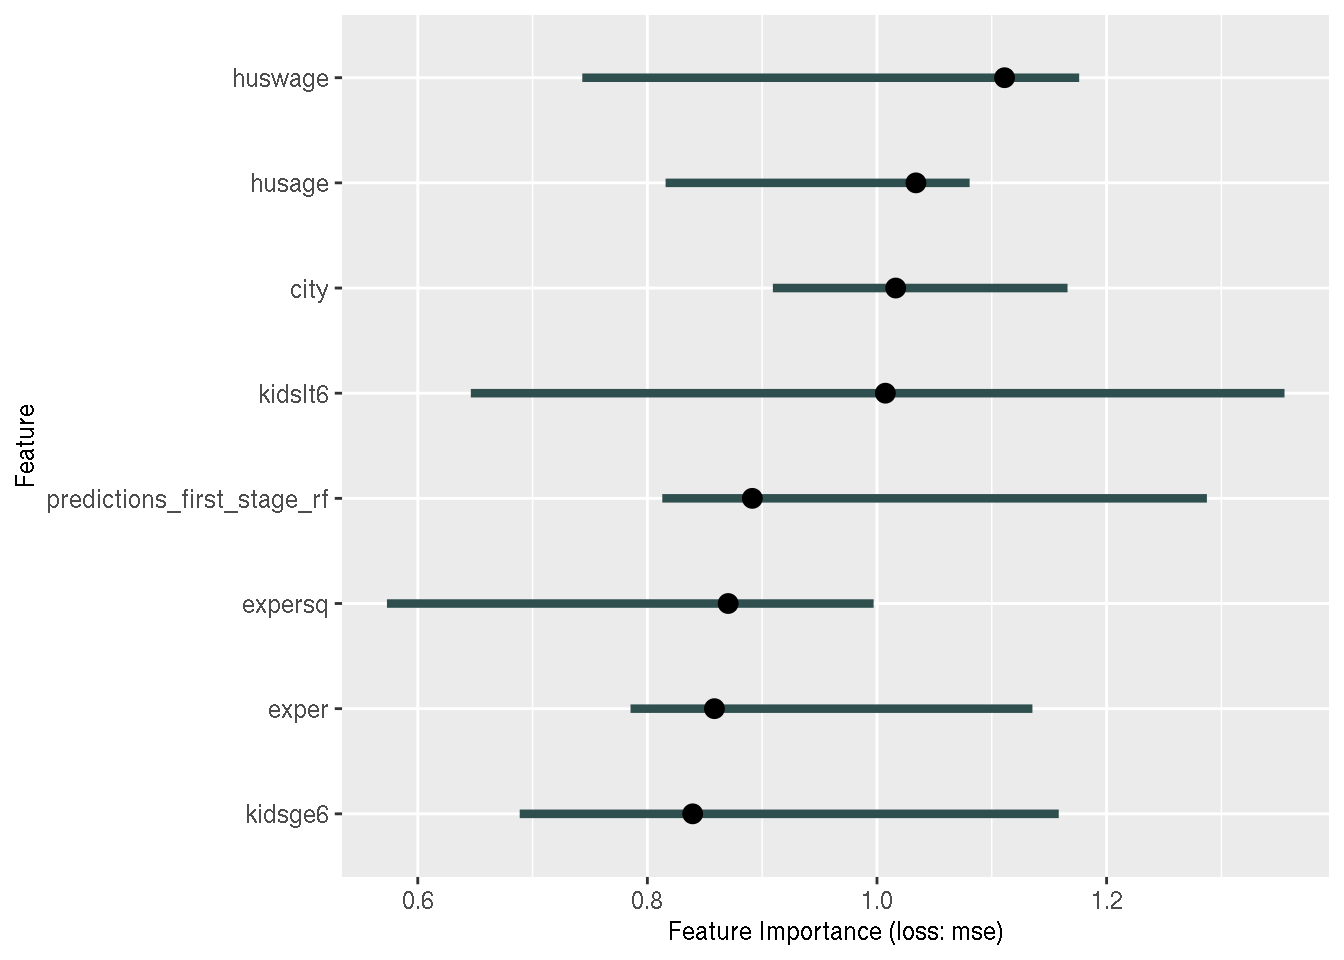 huswage
husage
city
kidslt6
predictions_first_stage_rf
expersq
exper
kidsge6
Feature
0.6 0.8 1.0 1.2
Feature Importance (loss: mse)